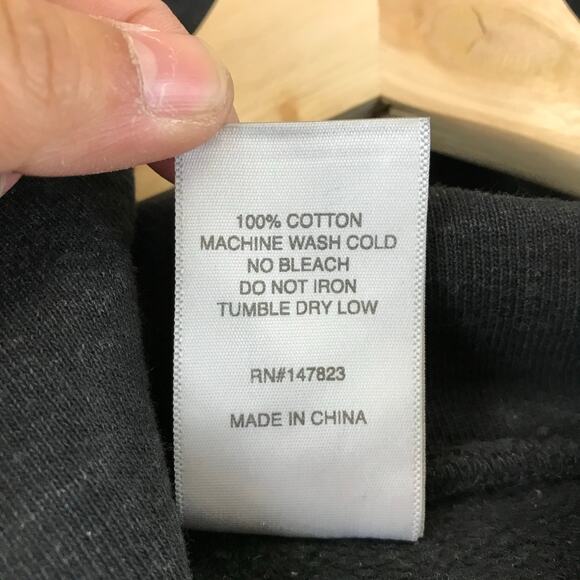 100% COTTON
MACHINE WASH COLD
NO BLEACH
DO NOT IRON
TUMBLE DRY LOW
RN#147823
MADE IN CHINA